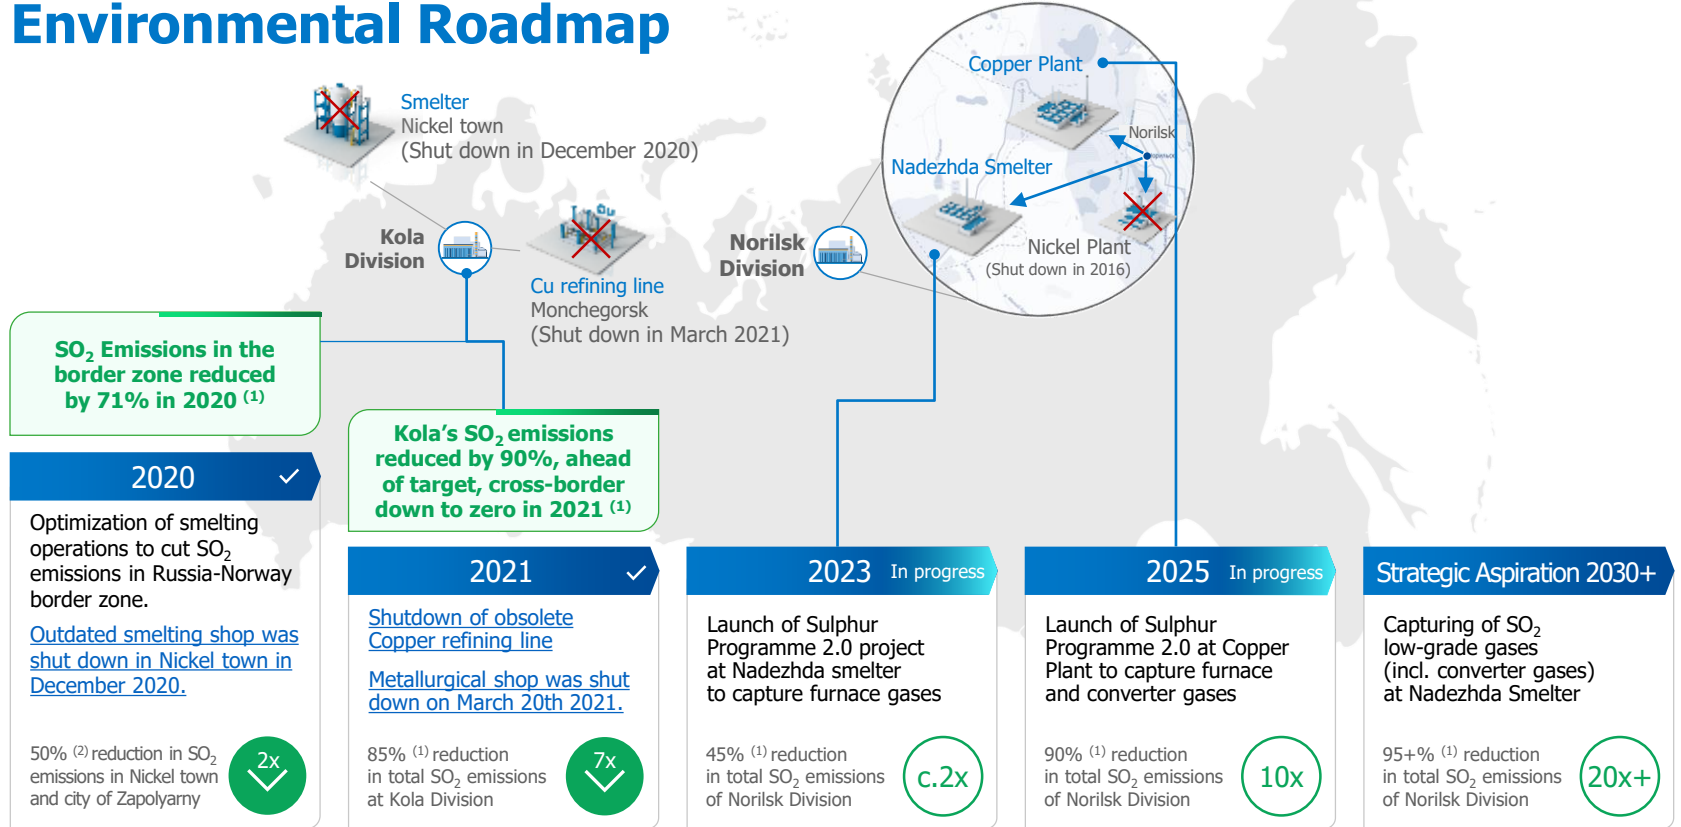 Environmental Roadmap
Smelter
Nickel town
(Shut down in December 2020)
Kola
Division
Cu
Cu refining line
Monchegorsk
(Shut down in March 2021)
Norilsk
Division
Copper Plant
Norilsk
Nadezhda Smelter
Nickel Plant
(Shut down in 2016)
SO₂ Emissions in the
border zone reduced
by 71% in 2020 (1)
Kola’s SO₂ emissions
reduced by 90%, ahead
of target, cross-border
down to zero in 2021 (1)
2020
Optimization of smelting
operations to cut SO₂
emissions in Russia-Norway
border zone.
Outdated smelting shop was
shut down in Nickel town in
December 2020.
50% (2) reduction in SO₂
emissions in Nickel town
and city of Zapolyarny
2x
2021
Shutdown of obsolete
Copper refining line
Metallurgical shop was shut
down on March 20th 2021.
85% (1) reduction
in total SO₂ emissions
at Kola Division
7x
2023 In progress
Launch of Sulphur
Programme 2.0 project
at Nadezhda smelter
to capture furnace gases
45% (1) reduction
in total SO₂ emissions
of Norilsk Division
c.2x
2025 In progress
Launch of Sulphur
Programme 2.0 at Copper
Plant to capture furnace
and converter gases
90% (1) reduction
in total SO₂ emissions
of Norilsk Division
10x
Strategic Aspiration 2030+
Capturing of SO₂
low-grade gases
(incl. converter gases)
at Nadezhda Smelter
95+% (1) reduction
in total SO₂ emissions
of Norilsk Division
20x+